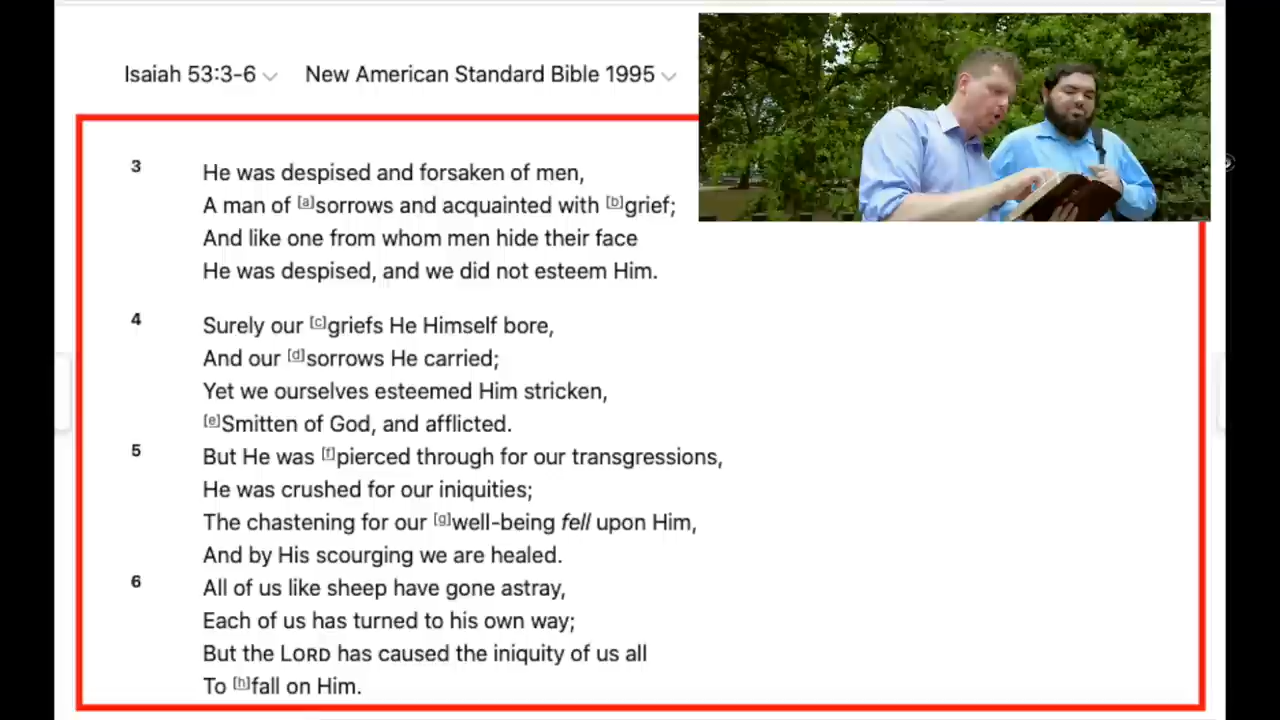 Isaiah 53:3-6 New American Standard Bible 1995
3 He was despised and forsaken of men,
A man of [a]sorrows and acquainted with [b]grief;
And like one from whom men hide their face
He was despised, and we did not esteem Him.
4 Surely our [c]griefs He Himself bore,
And our [d]sorrows He carried;
Yet we ourselves esteemed Him stricken,
[e]Smitten of God, and afflicted.
5 But He was [f]pierced through for our transgressions,
He was crushed for our iniquities;
The chastening for our [g]well-being fell upon Him,
And by His scourging we are healed.
6 All of us like sheep have gone astray,
Each of us has turned to his own way;
But the LORD has caused the iniquity of us all
To [h]fall on Him.